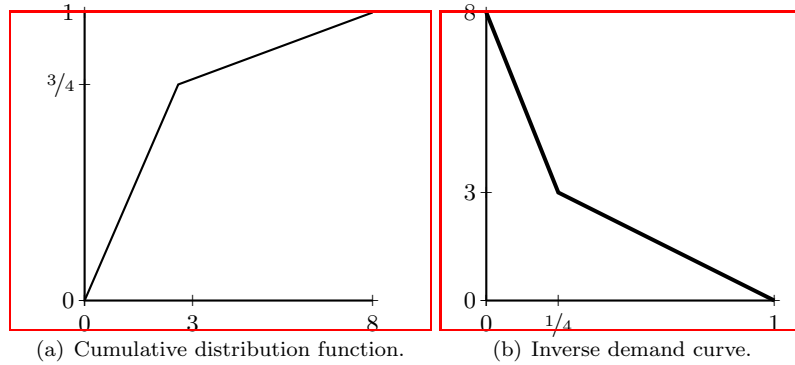 1
3/4
0
0 3 8
(a) Cumulative distribution function.
8
3
0
0 1/4 1
(b) Inverse demand curve.